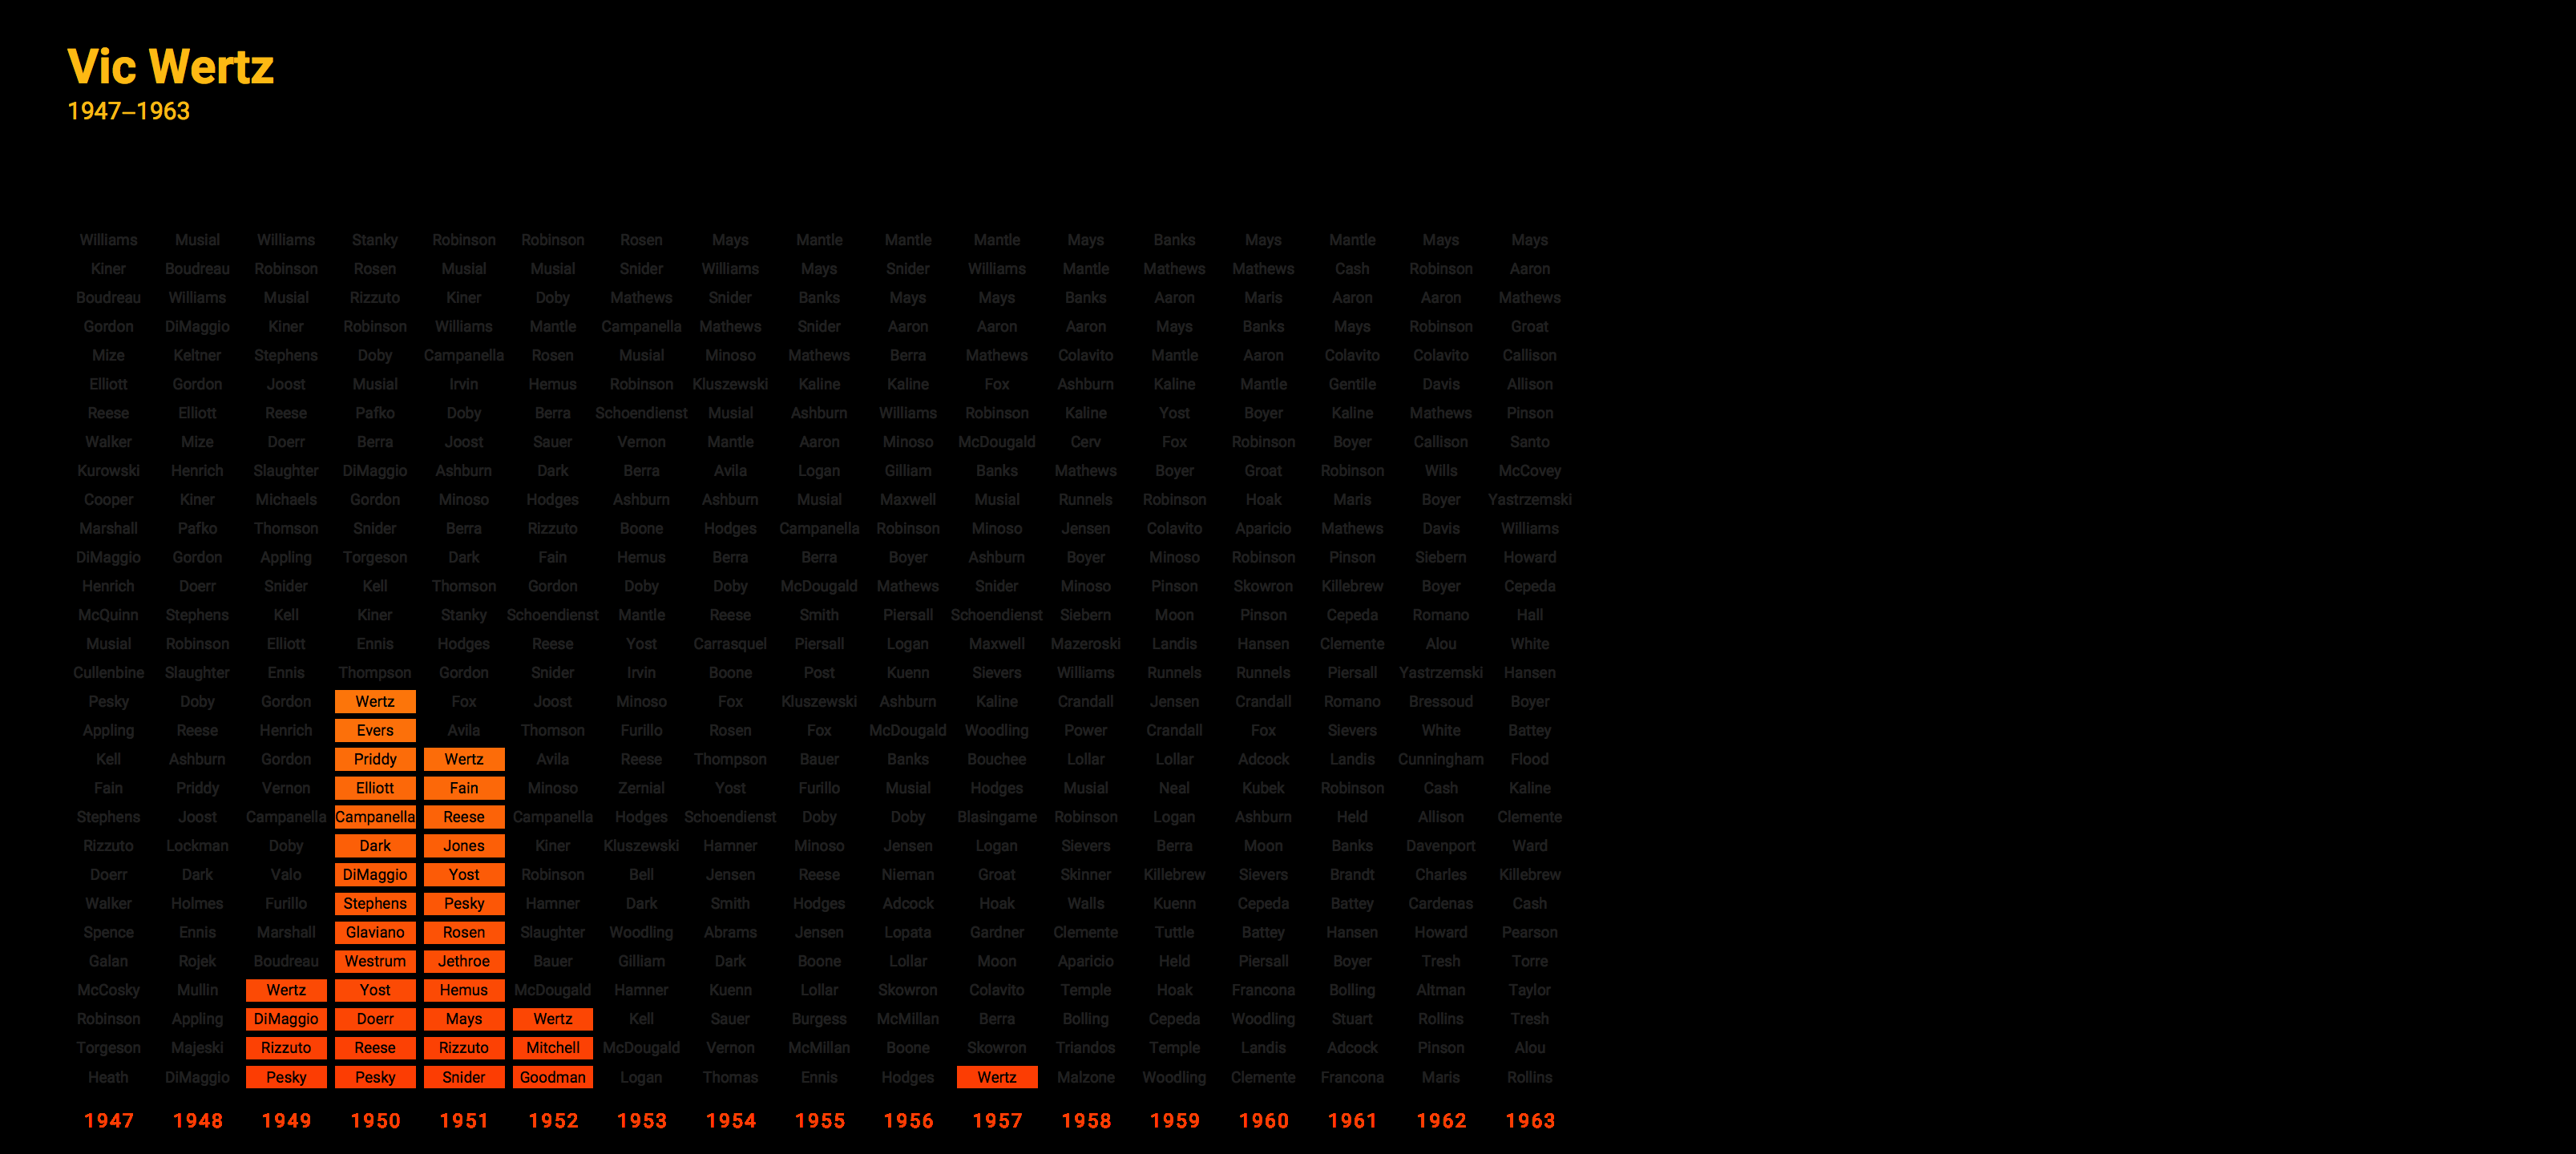 Vic Wertz
1947–1963
Williams Musial Williams Stanky Robinson Robinson Rosen Mays Mantle Mantle Mantle Mays Banks Mays Mantle Mays Mays
Kiner Boudreau Robinson Rosen Musial Musial Snider Williams Mays Snider Williams Mantle Mathews Mathews Cash Robinson Aaron
Boudreau Williams Musial Rizzuto Kiner Doby Mathews Snider Banks Mays Mays Banks Aaron Maris Aaron Aaron Mathews
Gordon DiMaggio Kiner Robinson Williams Mantle Campanella Mathews Snider Aaron Aaron Aaron Mays Banks Mays Robinson Groat
Mize Keltner Stephens Doby Campanella Rosen Musial Minoso Mathews Berra Mathews Colavito Mantle Aaron Colavito Colavito Callison
Elliott Gordon Joost Musial Irvin Hemus Robinson Kluszewski Kaline Kaline Fox Ashburn Kaline Mantle Gentile Davis Allison
Reese Elliott Reese Pafko Doby Berra Schoendienst Musial Ashburn Williams Robinson Kaline Yost Boyer Kaline Mathews Pinson
Walker Mize Doerr Berra Joost Sauer Vernon Mantle Aaron Minoso McDougald Cerv Fox Robinson Boyer Callison Santo
Kurowski Henrich Slaughter DiMaggio Ashburn Dark Berra Avila Logan Gilliam Banks Mathews Boyer Groat Robinson Wills McCovey
Cooper Kiner Michaels Gordon Minoso Hodges Ashburn Ashburn Musial Maxwell Musial Runnels Robinson Hoak Maris Boyer Yastrzemski
Marshall Pafko Thomson Snider Berra Rizzuto Boone Hodges Campanella Robinson Minoso Jensen Colavito Aparicio Mathews Davis Williams
DiMaggio Gordon Appling Torgeson Dark Fain Hemus Berra Berra Boyer Ashburn Boyer Minoso Robinson Pinson Siebern Howard
Henrich Doerr Snider Kell Thomson Gordon Doby Doby McDougald Mathews Snider Minoso Pinson Skowron Killebrew Boyer Cepeda
McQuinn Stephens Kell Kiner Stanky Schoendienst Mantle Reese Smith Piersall Schoendienst Siebern Moon Pinson Cepeda Romano Hall
Musial Robinson Elliott Ennis Hodges Reese Yost Carrasquel Piersall Logan Maxwell Mazeroski Landis Hansen Clemente Alou White
Cullenbine Slaughter Ennis Thompson Gordon Snider Irvin Boone Post Kuenn Sievers Williams Runnels Runnels Piersall Yastrzemski Hansen
Pesky Doby Gordon Wertz Fox Joost Minoso Fox Kluszewski Ashburn Kaline Crandall Jensen Crandall Romano Bressoud Boyer
Appling Reese Henrich Evers Avila Thomson Furillo Rosen Fox McDougald Woodling Power Crandall Fox Sievers White Battey
Kell Ashburn Gordon Priddy Wertz Avila Reese Thompson Bauer Banks Bouchee Lollar Lollar Adcock Landis Cunningham Flood
Fain Priddy Vernon Elliott Fain Minoso Zernial Yost Furillo Musial Hodges Musial Neal Kubek Robinson Cash Kaline
Stephens Joost Campanella Campanella Reese Campanella Hodges Schoendienst Doby Doby Blasingame Robinson Logan Ashburn Held Allison Clemente
Rizzuto Lockman Doby Dark Jones Kiner Kluszewski Hamner Minoso Jensen Logan Sievers Berra Moon Banks Davenport Ward
Doerr Dark Valo DiMaggio Yost Robinson Bell Jensen Reese Nieman Groat Skinner Killebrew Sievers Brandt Charles Killebrew
Walker Holmes Furillo Stephens Pesky Hamner Dark Smith Hodges Adcock Hoak Walls Kuenn Cepeda Battey Cardenas Cash
Spence Ennis Marshall Glaviano Rosen Slaughter Woodling Abrams Jensen Lopata Gardner Clemente Tuttle Battey Hansen Howard Pearson
Galan Rojek Boudreau Westrum Jethroe Bauer Gilliam Dark Boone Lollar Moon Aparicio Held Piersall Boyer Tresh Torre
McCosky Mullin Wertz Yost Hemus McDougald Hamner Kuenn Lollar Skowron Colavito Temple Hoak Francona Bolling Altman Taylor
Robinson Appling DiMaggio Doerr Mays Wertz Kell Sauer Burgess McMillan Berra Bolling Cepeda Woodling Stuart Rollins Tresh
Torgeson Majeski Rizzuto Reese Rizzuto Mitchell McDougald Vernon McMillan Boone Skowron Triandos Temple Landis Adcock Pinson Alou
Heath DiMaggio Pesky Pesky Snider Goodman Logan Thomas Ennis Hodges Wertz Malzone Woodling Clemente Francona Maris Rollins
1947 1948 1949 1950 1951 1952 1953 1954 1955 1956 1957 1958 1959 1960 1961 1962 1963